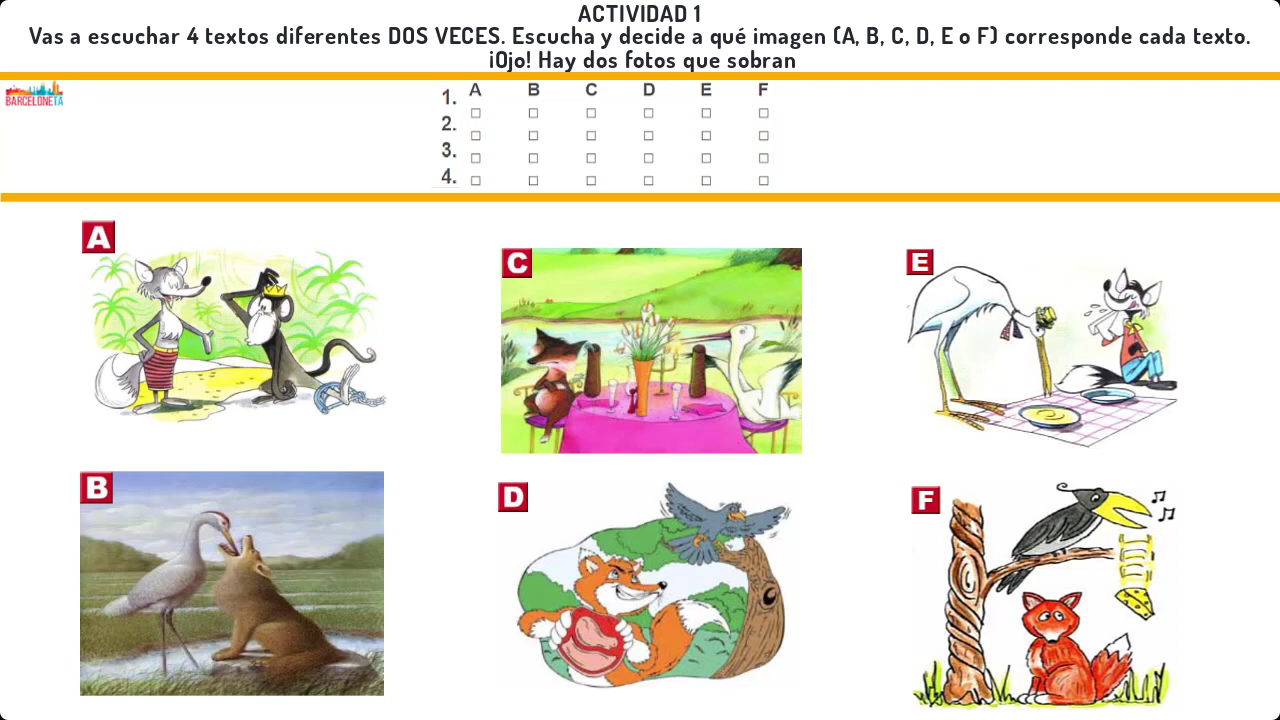 ACTIVIDAD 1
Vas a escuchar 4 textos diferentes DOS VECES. Escucha y decide a qué imagen (A, B, C, D, E o F) corresponde cada texto.
¡Ojo! Hay dos fotos que sobran
BARCELONETA
A B C D E F
1.
2.
3.
4.
A
C
E
B
D
F